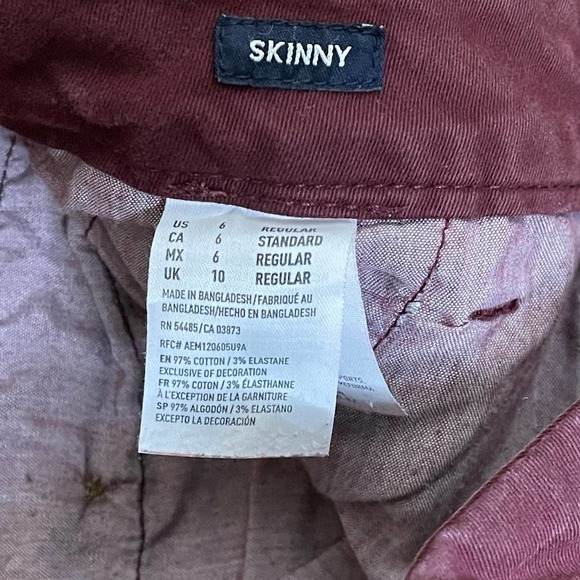 SKINNY
US 6 REGULAR
CA 6 STANDARD
MX 6 REGULAR
UK 10 REGULAR
MADE IN BANGLADESH/FABRIQUÉ AU
BANGLADESH/HECHO EN BANGLADESH
RN 54485/CA 03873
RFC# AEM120605U9A
EN 97% COTTON / 3% ELASTANE
EXCLUSIVE OF DECORATION
FR 97% COTON / 3% ÉLASTHANNE
À L'EXCEPTION DE LA GARNITURE
SP 97% ALGODÓN / 3% ELASTANO
EXCEPTO LA DECORACIÓN
PORTS
REFORMA